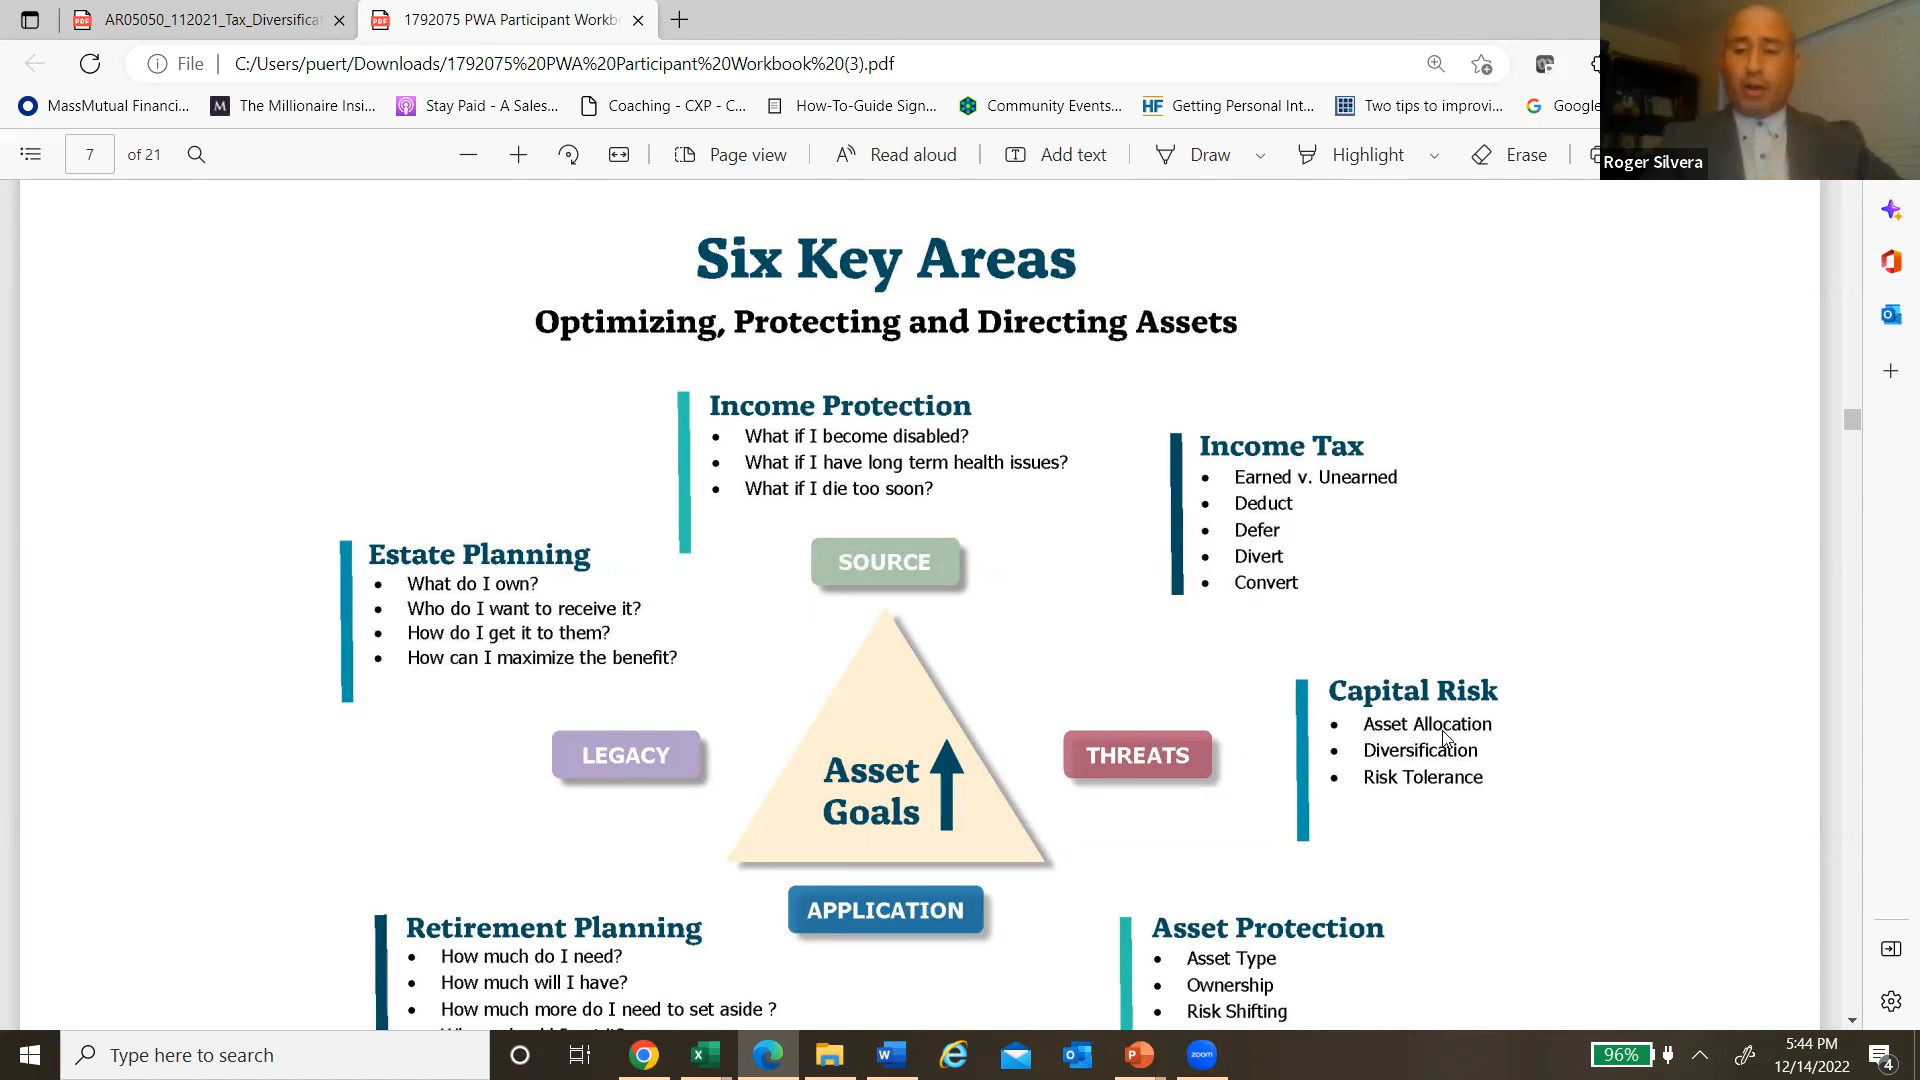 AR05050_112021_Tax_Diversifica
1792075 PWA Participant Workb
File
C:/Users/puert/Downloads/1792075%20PWA%20Participant%20Workbook%20(3).pdf
MassMutual Financi...
The Millionaire Insi...
Stay Paid - A Sales...
Coaching - CXP - C...
How-To-Guide Sign...
Community Events...
HF Getting Personal Int...
Two tips to improvi...
Google
7 of 21
Page view
Read aloud
Add text
Draw
Highlight
Erase
Roger Silvera
Six Key Areas
Optimizing, Protecting and Directing Assets
Income Protection
• What if I become disabled?
• What if I have long term health issues?
• What if I die too soon?
Income Tax
• Earned v. Unearned
• Deduct
• Defer
• Divert
• Convert
Estate Planning
• What do I own?
• Who do I want to receive it?
• How do I get it to them?
• How can I maximize the benefit?
SOURCE
Capital Risk
• Asset Allocation
• Diversification
• Risk Tolerance
LEGACY
THREATS
Asset
Goals
APPLICATION
Retirement Planning
• How much do I need?
• How much will I have?
• How much more do I need to set aside ?
Asset Protection
• Asset Type
• Ownership
• Risk Shifting
Type here to search
zoom
96%
5:44 PM
12/14/2022
4